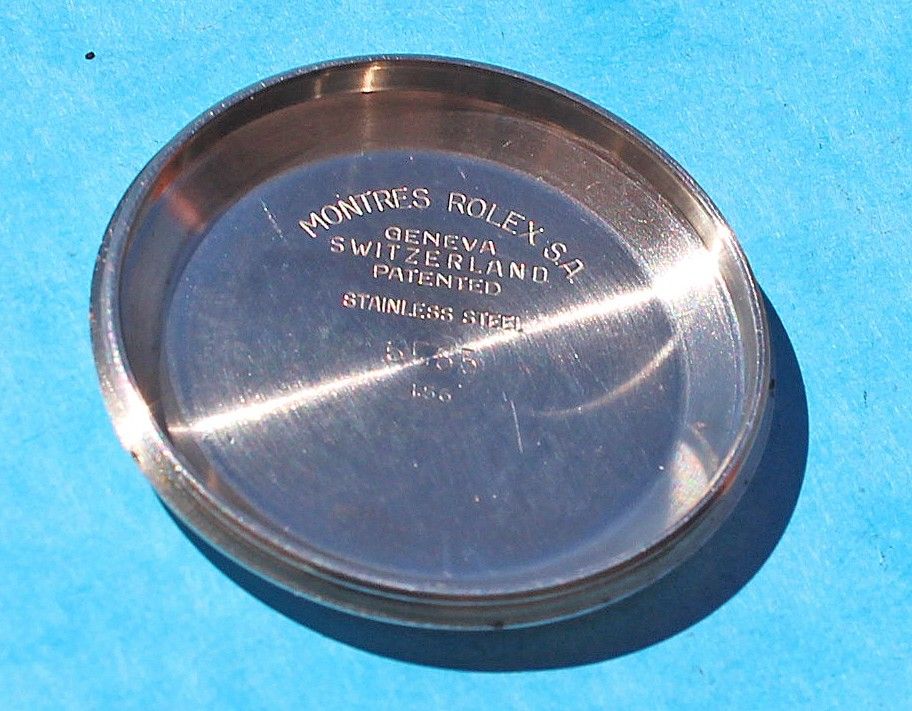 MONTRES ROLEX S.A.
GENEVA
SWITZERLAND
PATENTED
STAINLESS STEEL